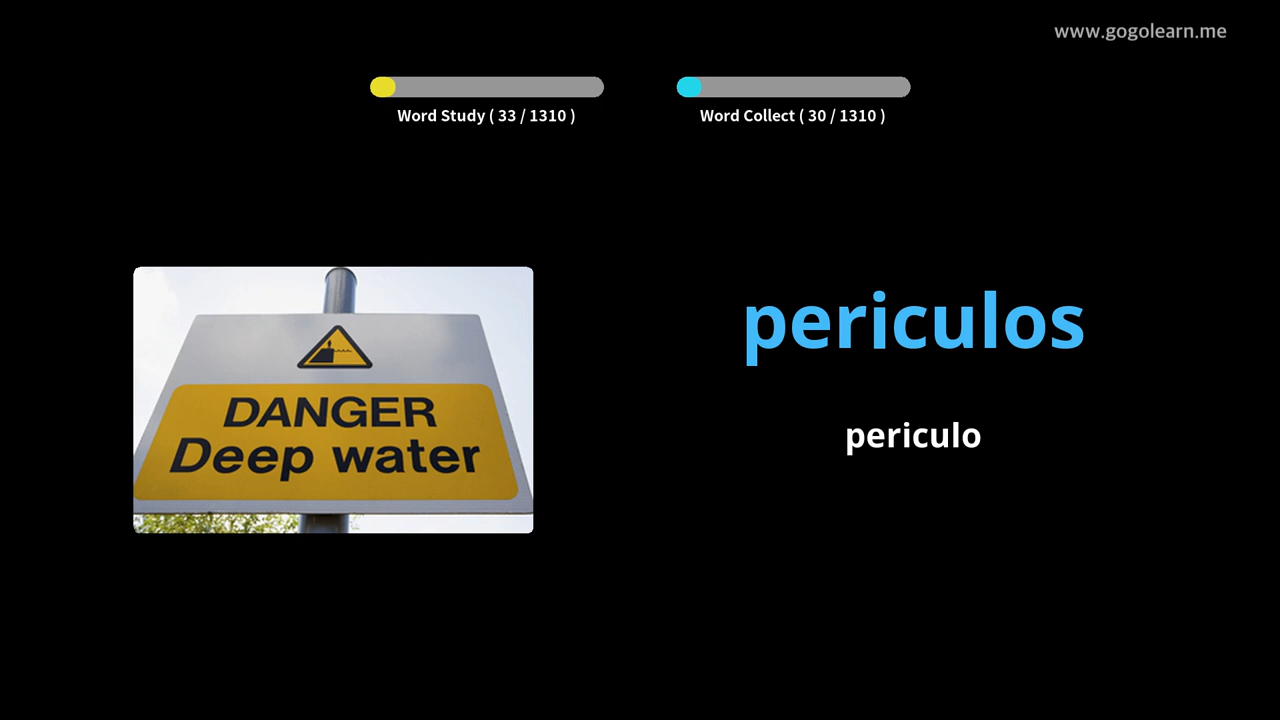 www.gogolearn.me
Word Study ( 33 / 1310 )
Word Collect ( 30 / 1310 )
DANGER
Deep water
periculos
periculo